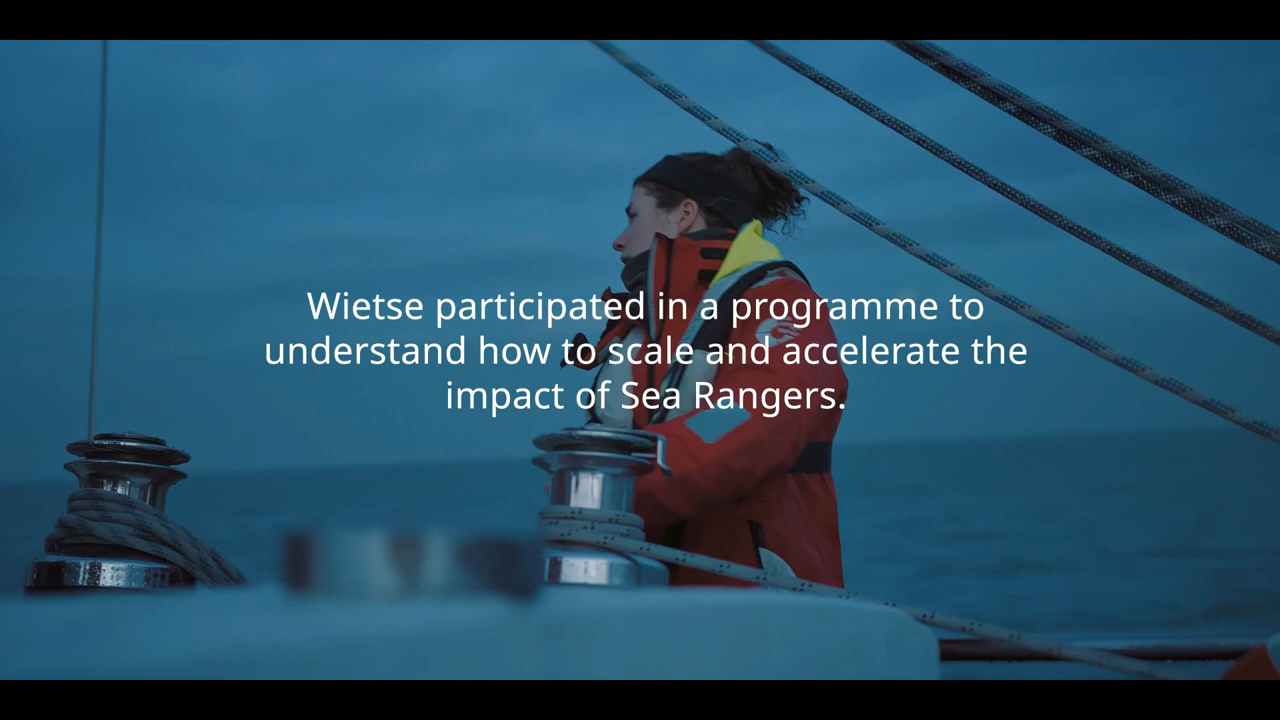 Wietse participated in a programme to
understand how to scale and accelerate the
impact of Sea Rangers.